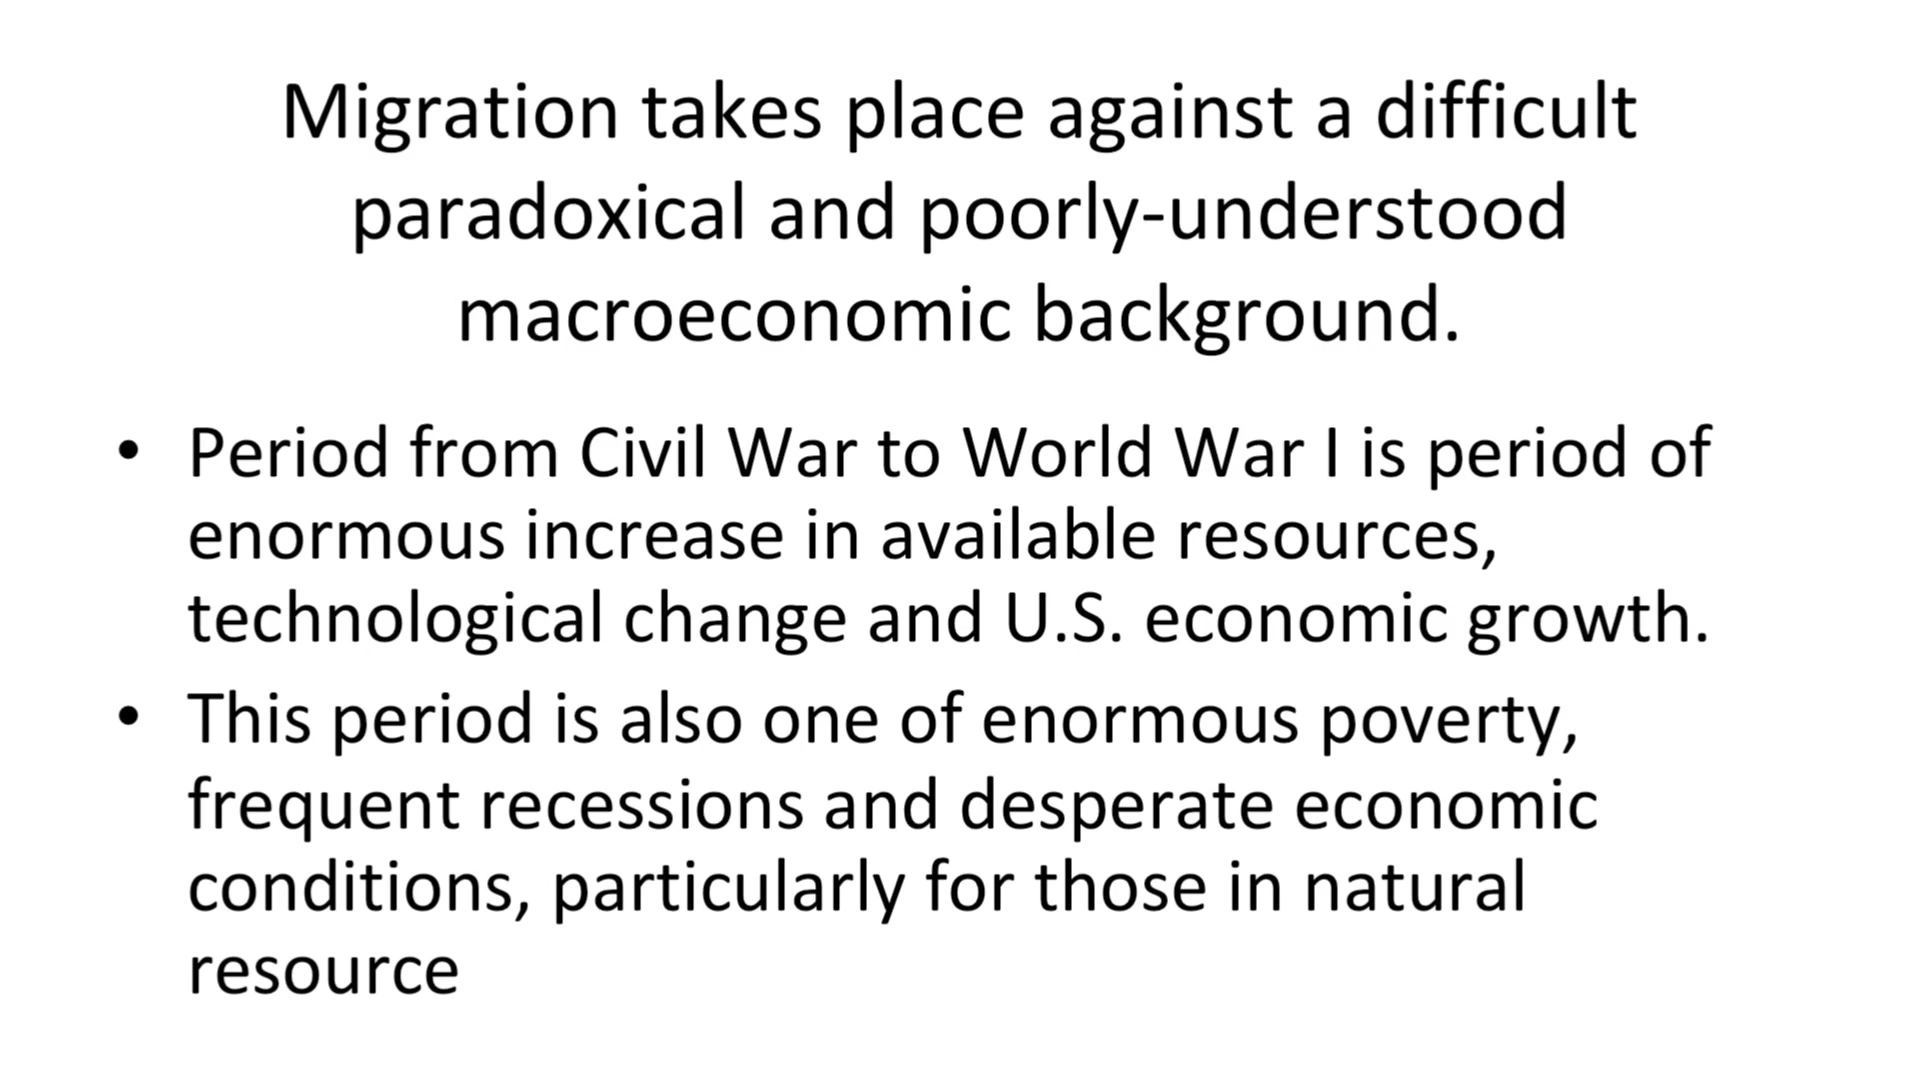 Migration takes place against a difficult
paradoxical and poorly-understood
macroeconomic background.
• Period from Civil War to World War I is period of
enormous increase in available resources,
technological change and U.S. economic growth.
• This period is also one of enormous poverty,
frequent recessions and desperate economic
conditions, particularly for those in natural
resource